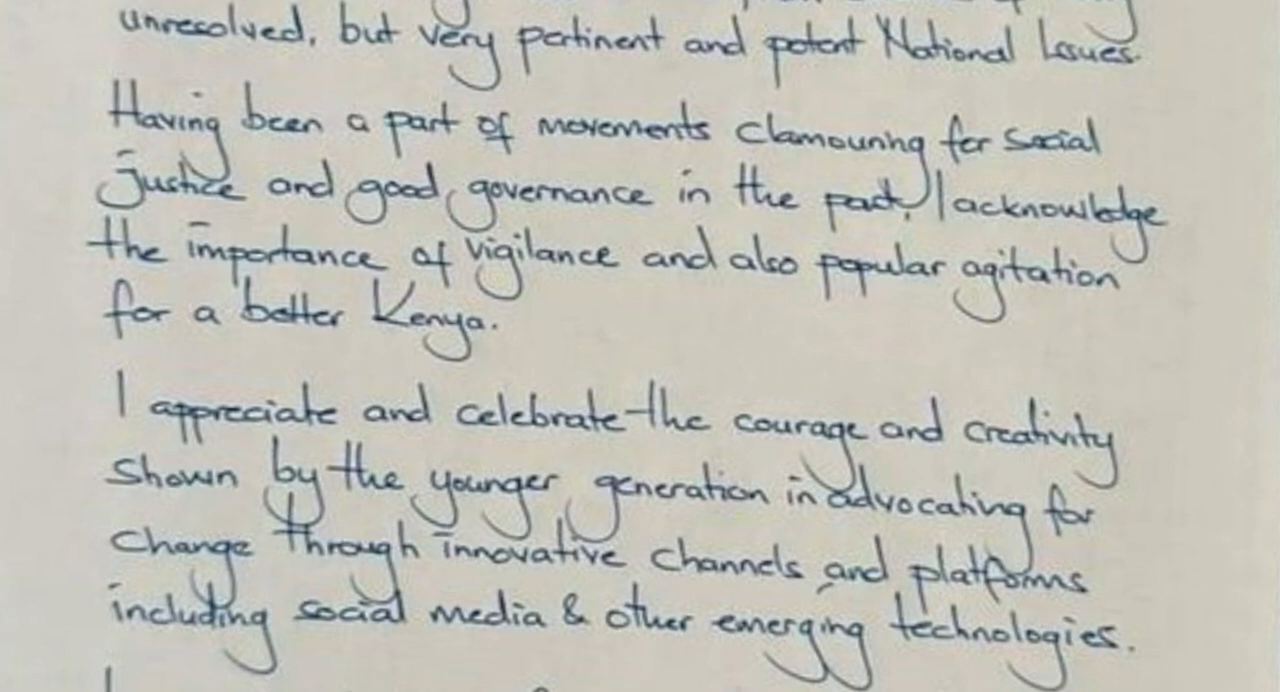 unresolved, but very pertinent and potent National Issues.
Having been a part of movements clamouring for social
justice and good governance in the past, I acknowledge
the importance of vigilance and also popular agitation
for a better Kenya.
I appreciate and celebrate the courage and creativity
shown by the younger generation in advocating for
change through innovative channels and platforms
including social media & other emerging technologies.